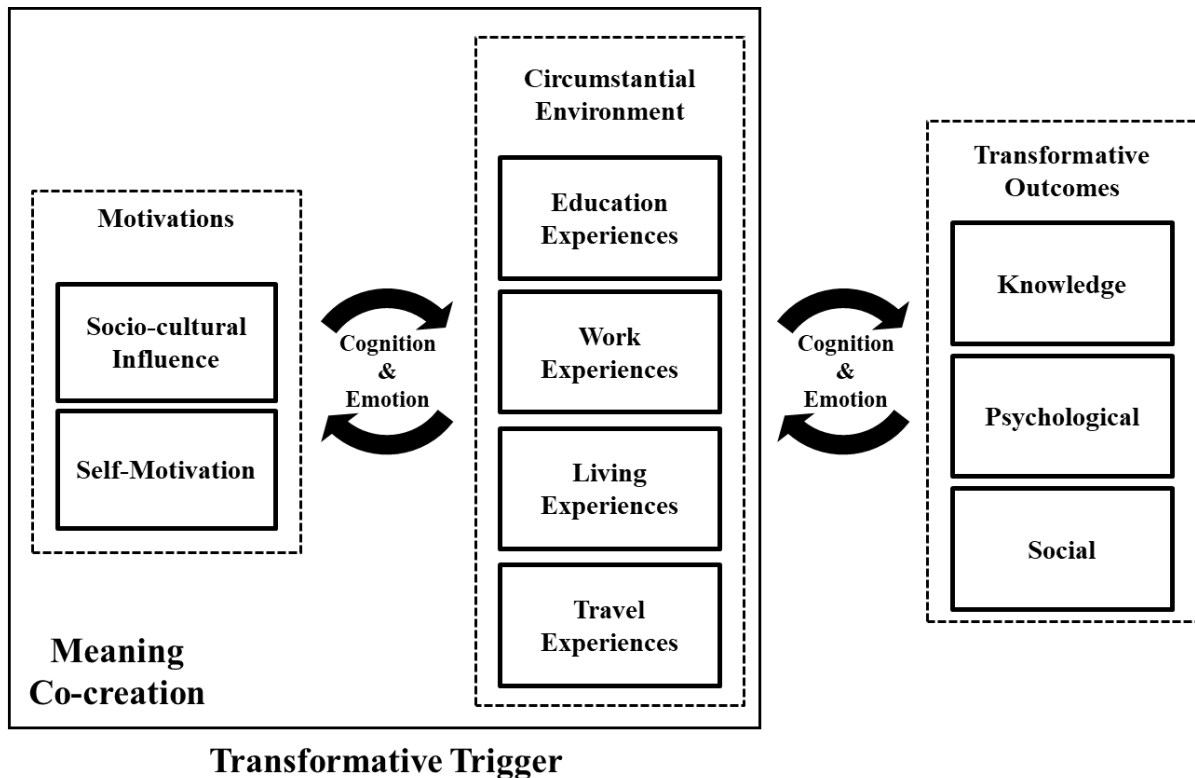 Motivations
Socio-cultural
Influence
Self-Motivation
Meaning
Co-creation
Cognition
&
Emotion
Circumstantial
Environment
Education
Experiences
Work
Experiences
Living
Experiences
Travel
Experiences
Cognition
&
Emotion
Transformative
Outcomes
Knowledge
Psychological
Social
Transformative Trigger